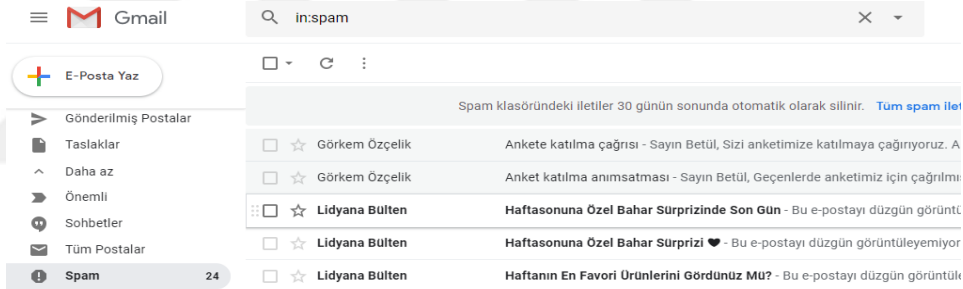 Gmail
in:spam
E-Posta Yaz
Spam klasöründeki iletiler 30 günün sonunda otomatik olarak silinir. Tüm spam
Gönderilmiş Postalar
Görkem Özçelik Ankete katılma çağrısı - Sayın Betül, Sizi anketimize katılmaya çağırıyoruz. A
Taslaklar
Görkem Özçelik Anket katılma anımsatması - Sayın Betül, Geçenlerde anketimiz için
Daha az
Önemli
Lidyana Bülten Haftasonuna Özel Bahar Sürprizinde Son Gün - Bu e-postayı düzgün
Sohbetler
Lidyana Bülten Haftasonuna Özel Bahar Sürprizi ❤ - Bu e-postayı düzgün
Tüm Postalar
Spam 24
Lidyana Bülten Haftanın En Favori Ürünlerini Gördünüz Mü? - Bu e-postayı düzgün